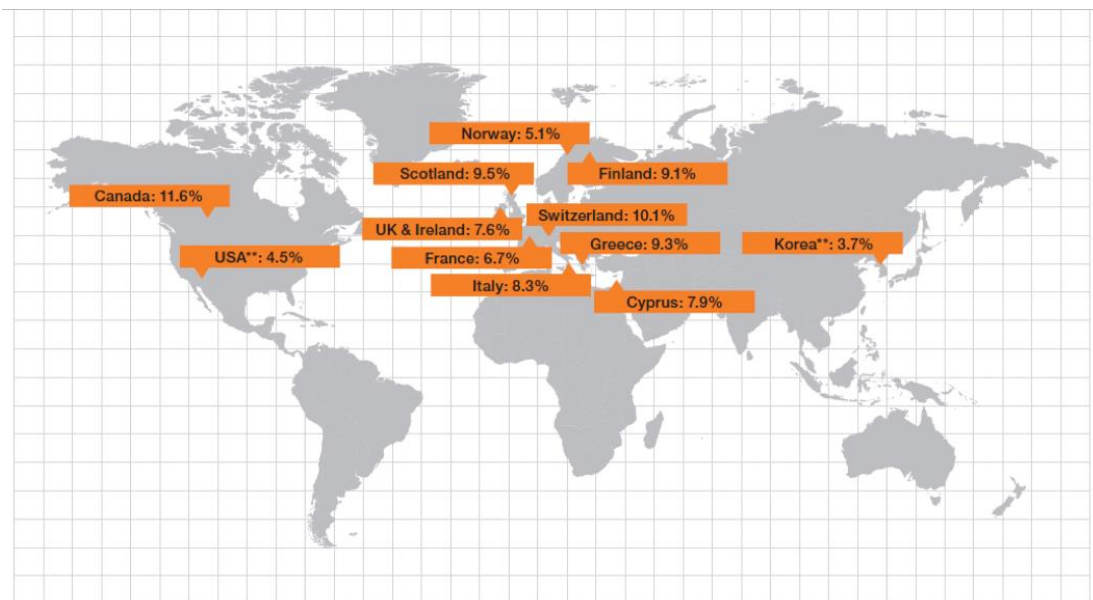 Norway: 5.1%
Scotland: 9.5%
Finland: 9.1%
Canada: 11.6%
Switzerland: 10.1%
UK & Ireland: 7.6%
Greece: 9.3%
Korea**: 3.7%
USA**: 4.5%
France: 6.7%
Italy: 8.3%
Cyprus: 7.9%